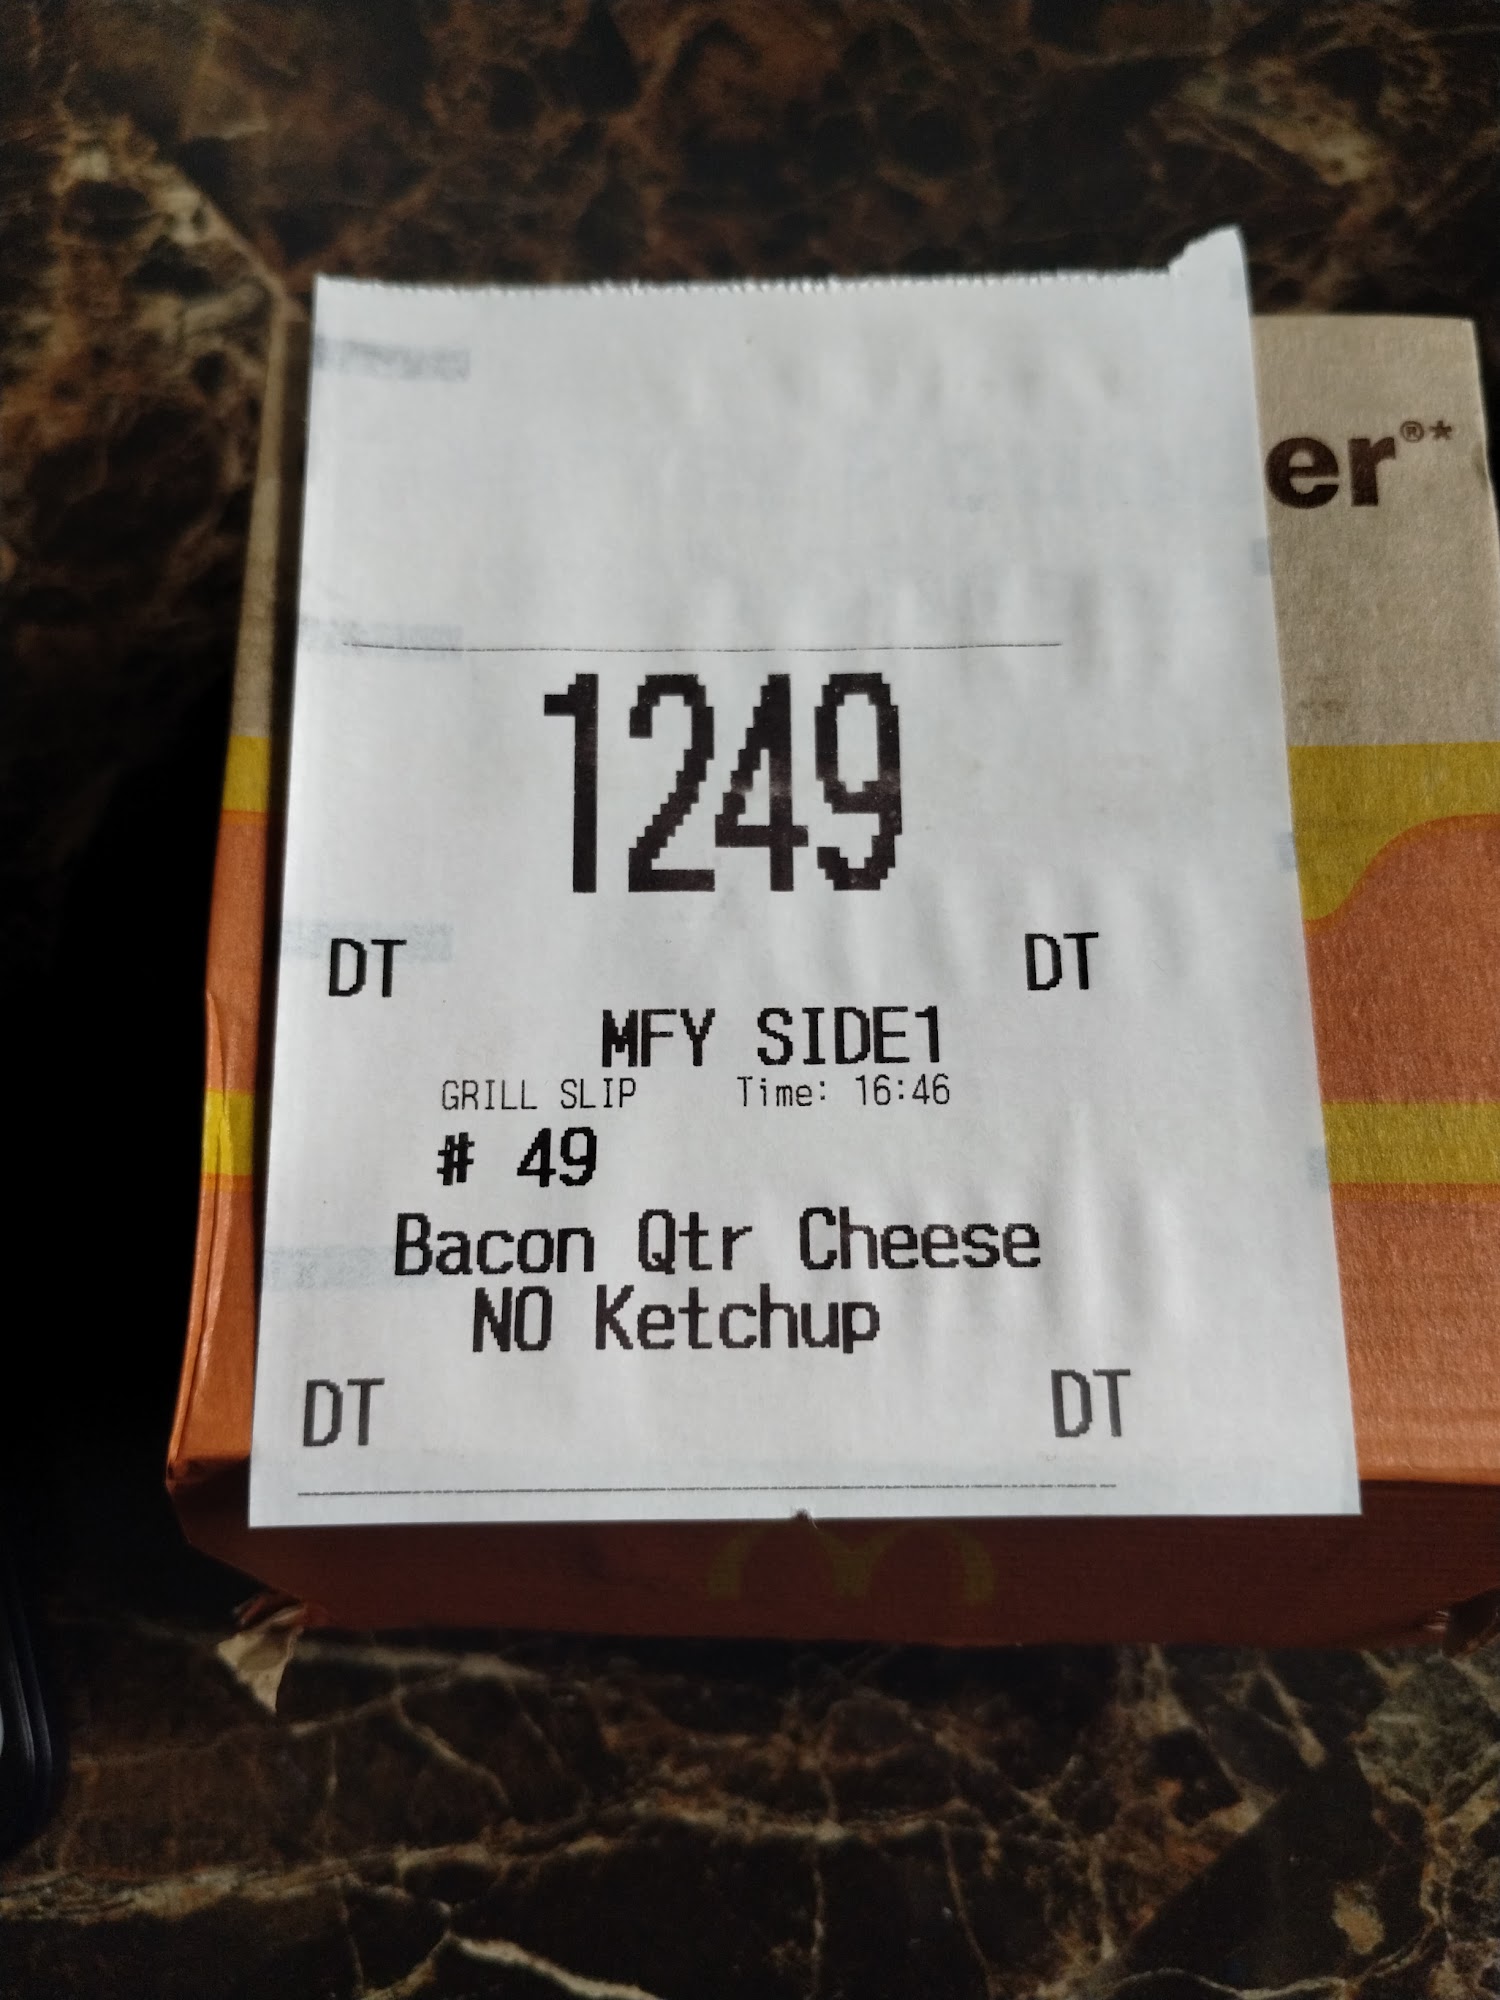 er®*
1249
DT DT
MFY SIDE1
GRILL SLIP Time: 16:46
# 49
Bacon Qtr Cheese
NO Ketchup
DT DT